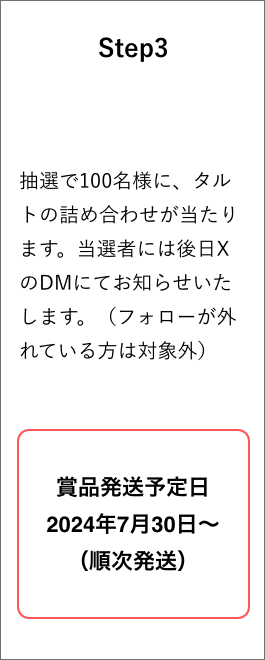 Step3
抽選で100名様に、タル
トの詰め合わせが当たり
ます。当選者には後日X
のDMにてお知らせいた
します。（フォローが外
れている方は対象外）
賞品発送予定日
2024年7月30日〜
（順次発送）